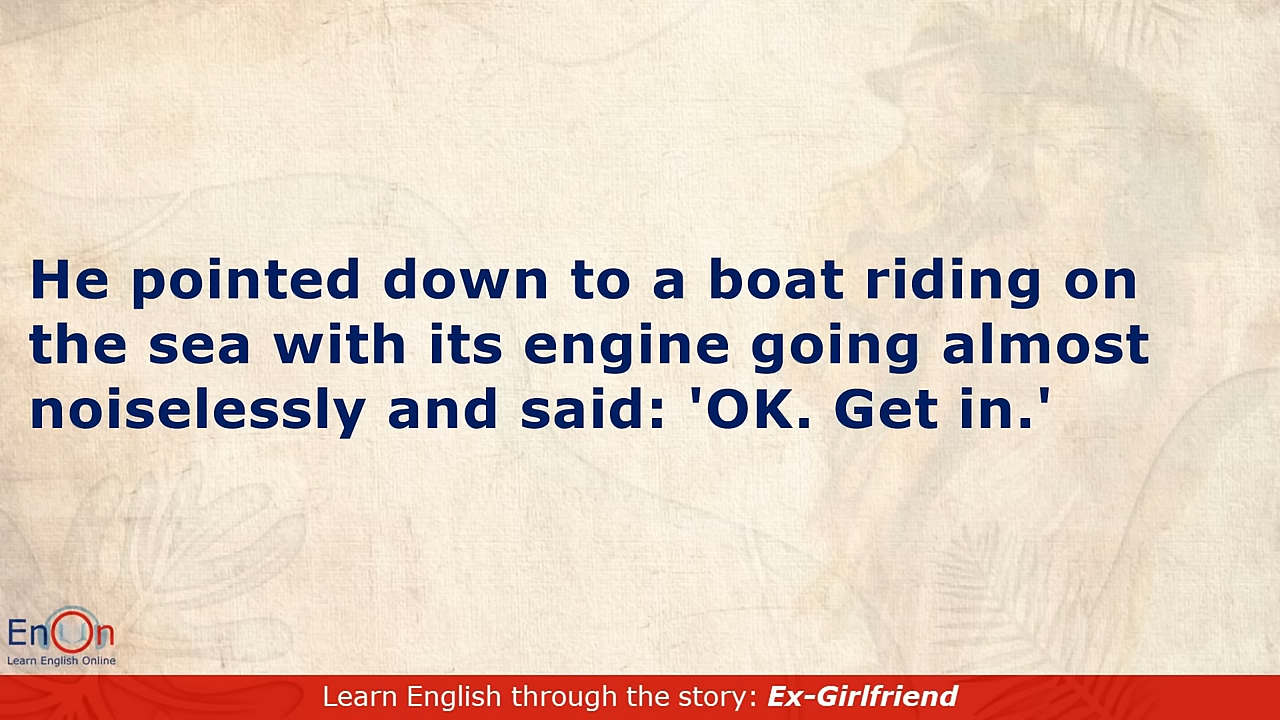 He pointed down to a boat riding on
the sea with its engine going almost
noiselessly and said: 'OK. Get in.'
EnOn
Learn English Online
Learn English through the story: Ex-Girlfriend